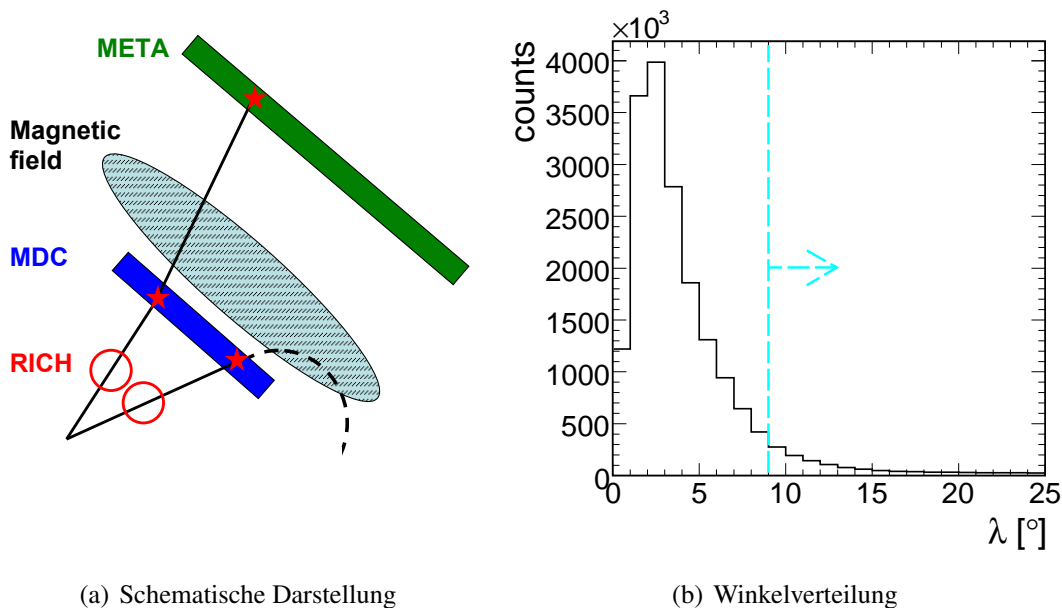 META
Magnetic
field
MDC
RICH
×10³
counts
4000
3500
3000
2500
2000
1500
1000
500
0
0 5 10 15 20 25
λ [°]
(a) Schematische Darstellung
(b) Winkelverteilung